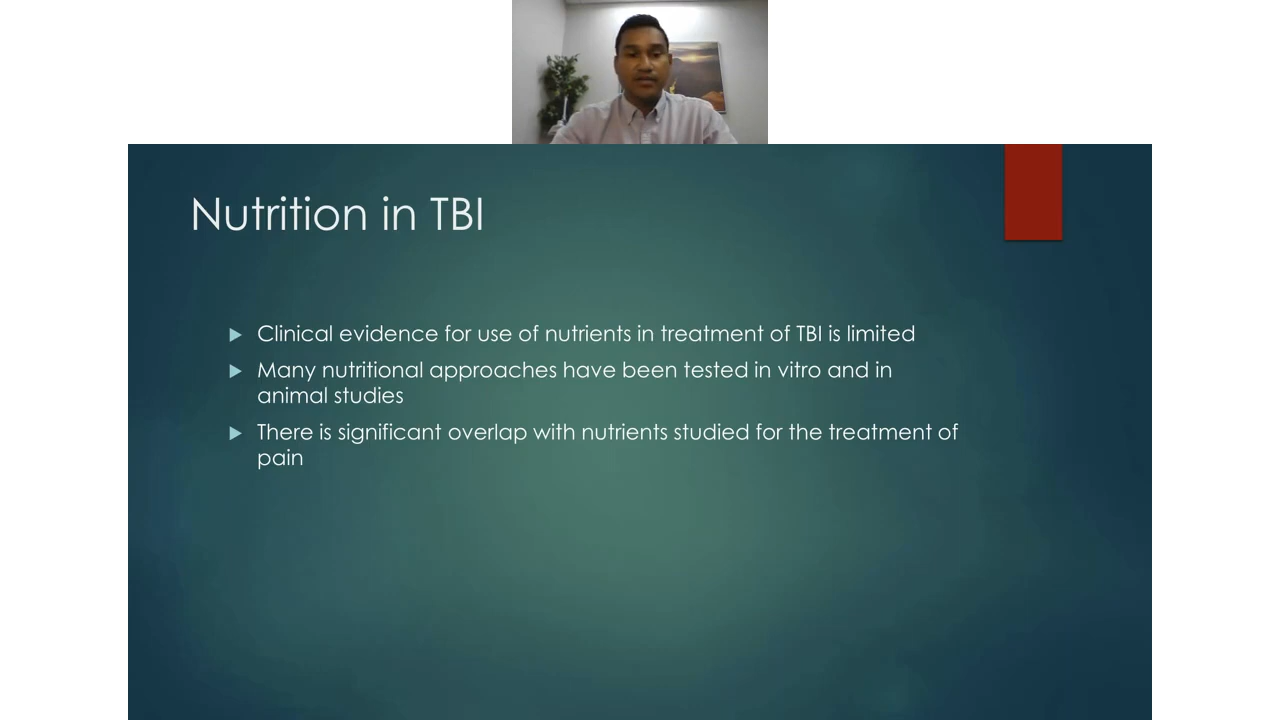 Nutrition in TBI
Clinical evidence for use of nutrients in treatment of TBI is limited
Many nutritional approaches have been tested in vitro and in
animal studies
There is significant overlap with nutrients studied for the treatment of
pain